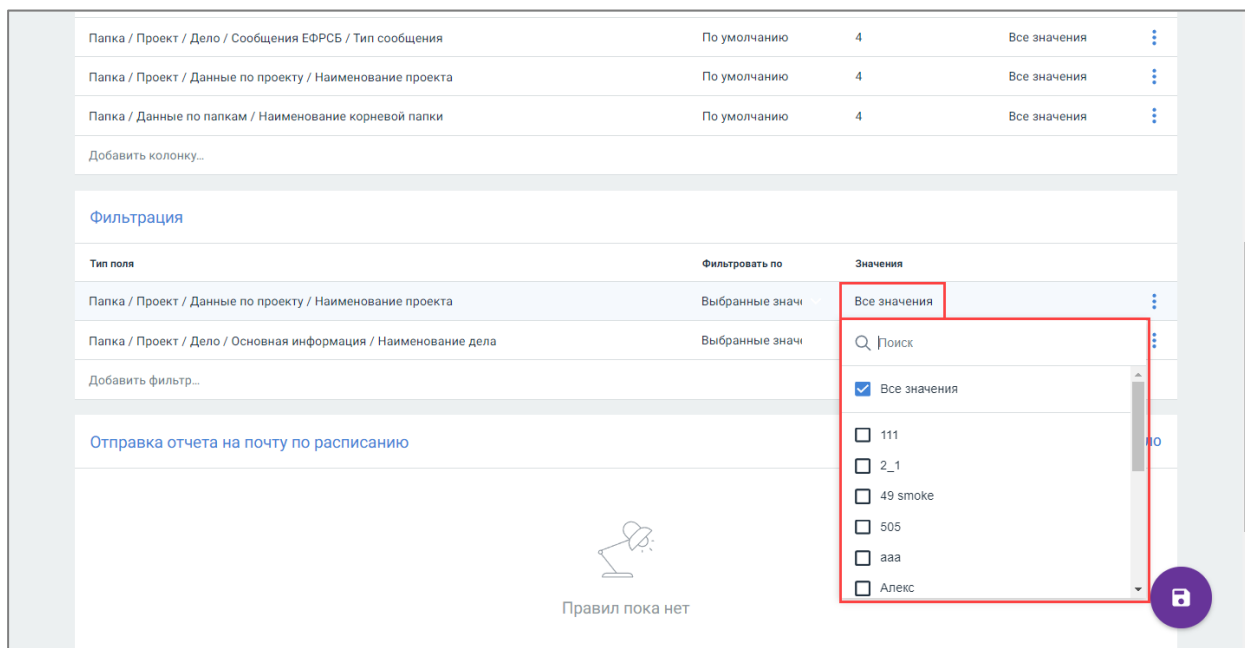 Папка / Проект / Дело / Сообщения ЕФРСБ / Тип сообщения По умолчанию 4 Все значения
Папка / Проект / Данные по проекту / Наименование проекта По умолчанию 4 Все значения
Папка / Данные по папкам / Наименование корневой папки По умолчанию 4 Все значения
Добавить колонку...
Фильтрация
Тип поля Фильтровать по Значения
Папка / Проект / Данные по проекту / Наименование проекта Выбранные знач Все значения
Папка / Проект / Дело / Основная информация / Наименование дела Выбранные знач
Поиск
Добавить фильтр...
Все значения
Отправка отчета на почту по расписанию
111
2_1
49 smoke
505
aaa
Алекс
Правил пока нет